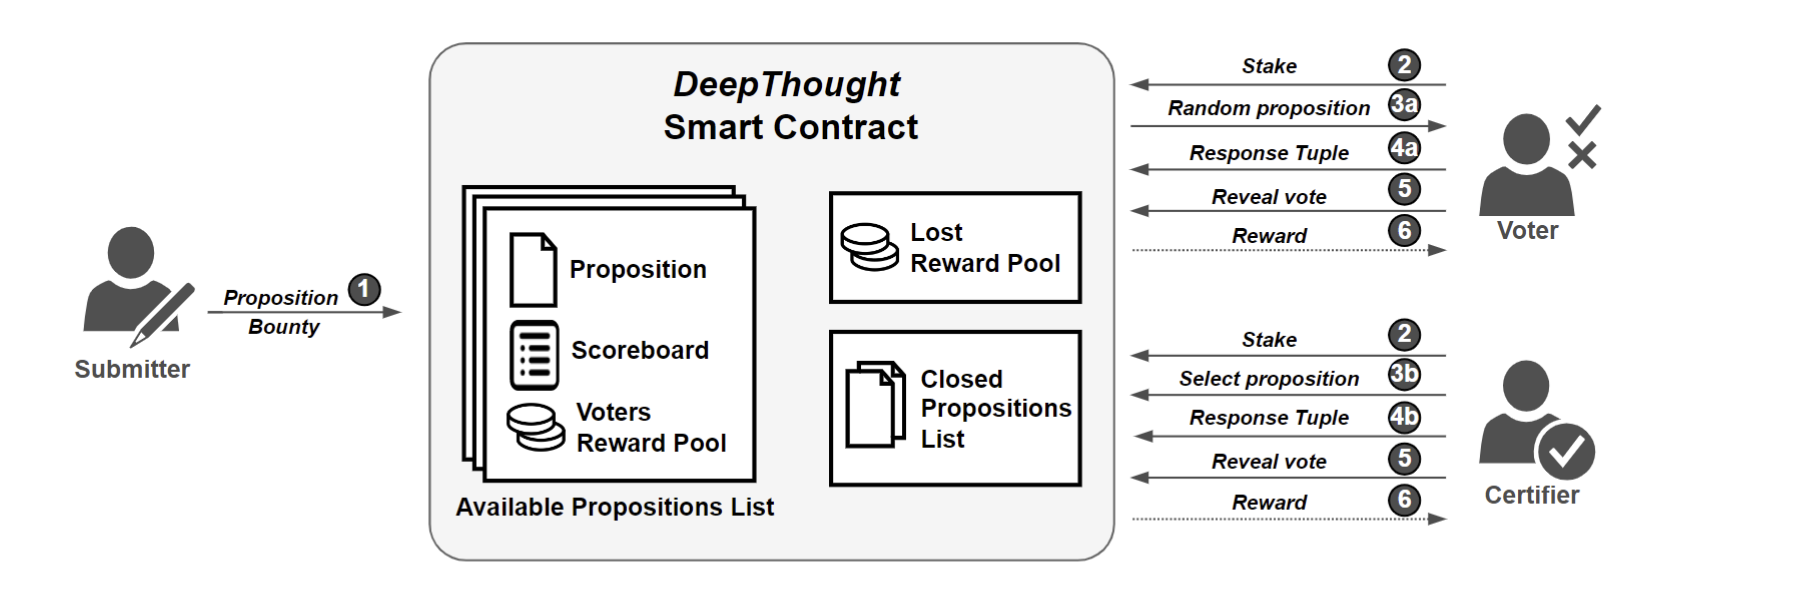 DeepThought
Smart Contract
Submitter
Proposition 1
Bounty
Proposition
Scoreboard
Voters
Reward Pool
Available Propositions List
Lost
Reward Pool
Closed
Propositions
List
Stake 2
Random proposition 3a
Response Tuple 4a
Reveal vote 5
Reward 6
Voter
Stake 2
Select proposition 3b
Response Tuple 4b
Reveal vote 5
Reward 6
Certifier